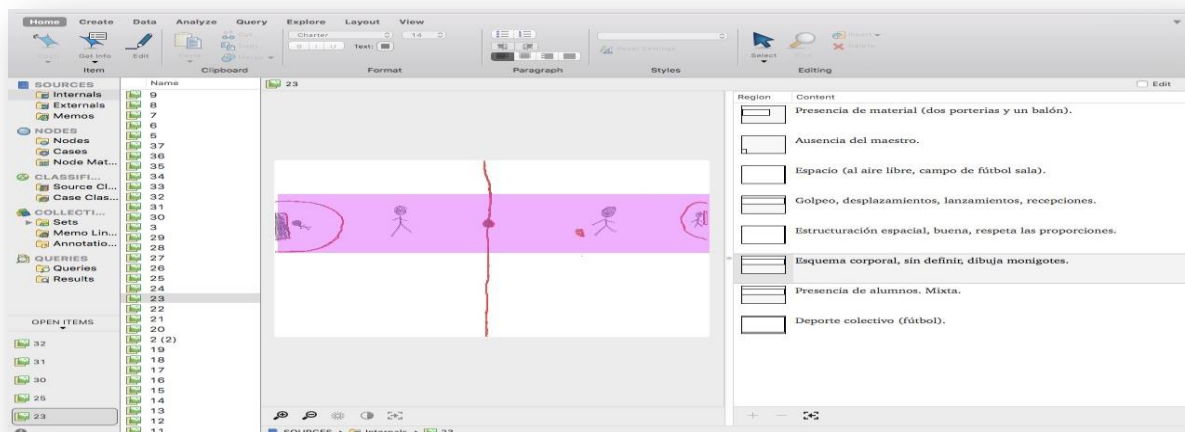 Home Create Data Analyze Query Explore Layout View
Get Info Edit Cut Charter 14 B I U Text: Select
Item Clipboard Format Paragraph Styles Editing
SOURCES
Internals
Externals
Memos
NODES
Nodes
Cases
Node Mat...
CLASSIFI...
Source Cl...
Case Clas...
COLLECTI...
Sets
Memo Lin...
Annotatio...
QUERIES
Queries
Results
OPEN ITEMS
32
31
30
25
23
Name
9
8
7
6
5
37
36
35
34
33
32
31
30
3
29
28
27
26
25
24
23
22
21
20
2 (2)
19
18
17
16
15
14
13
12
11
23 Edit
Region Content
Presencia de material (dos porterias y un balón).
Ausencia del maestro.
Espacio (al aire libre, campo de fútbol sala).
Golpeo, desplazamientos, lanzamientos, recepciones.
Estructuración espacial, buena, respeta las proporciones.
Esquema corporal, sin definir, dibuja monigotes.
Presencia de alumnos. Mixta.
Deporte colectivo (fútbol).
SOURCES Internals 23